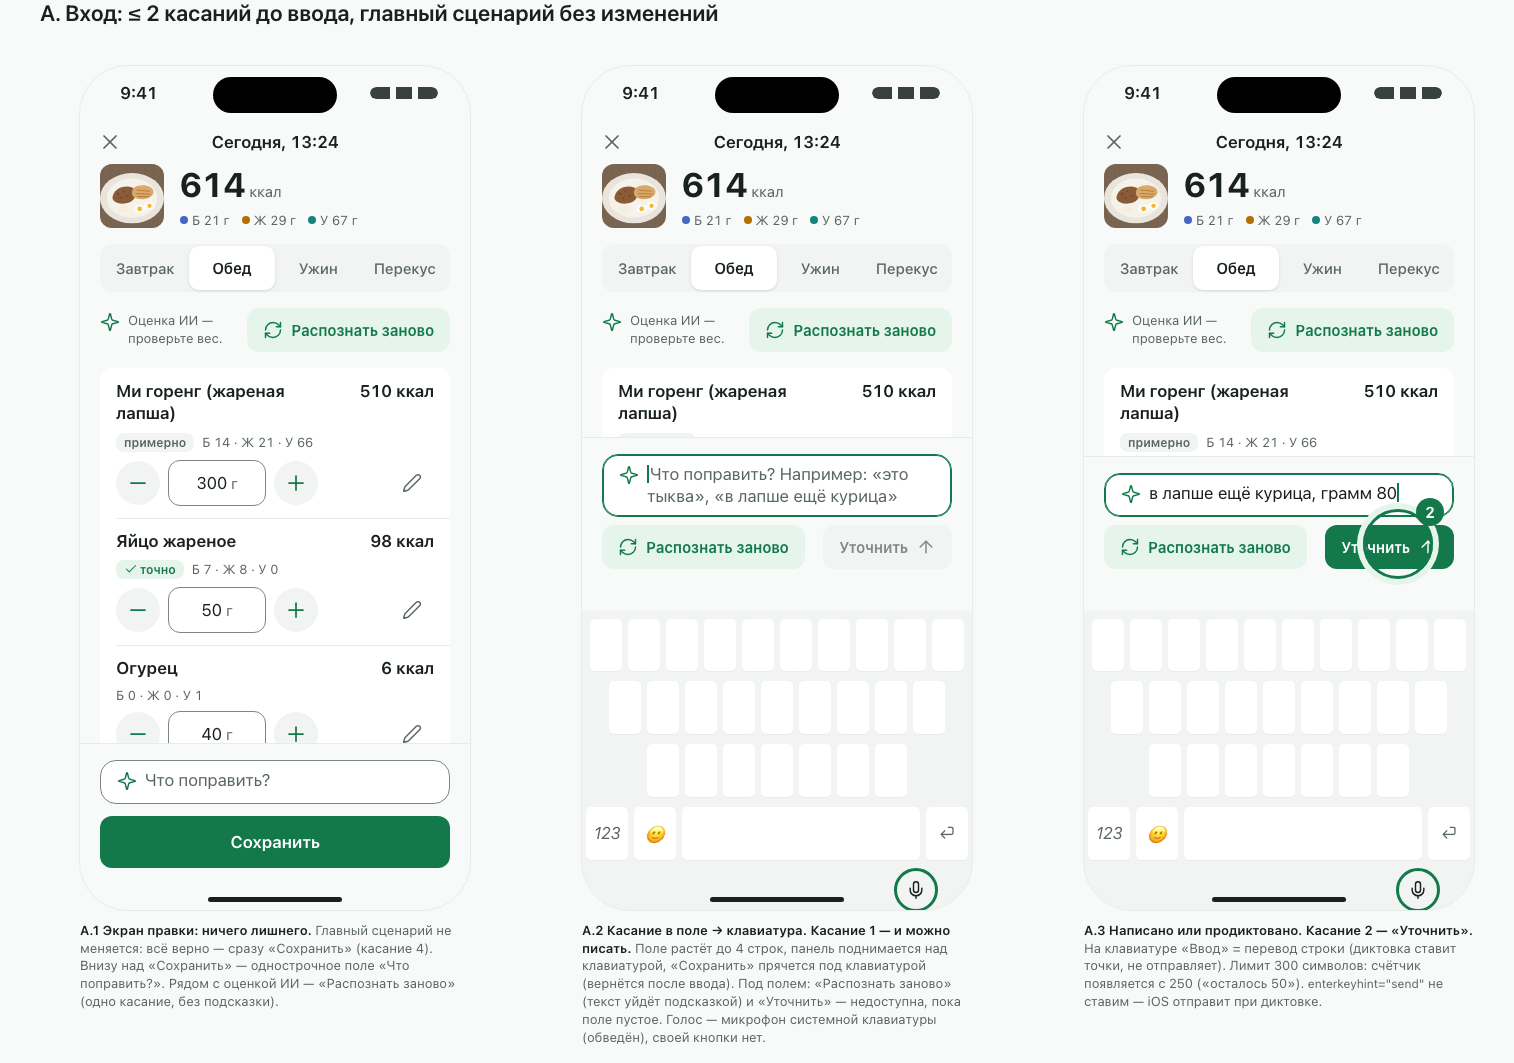 А. Вход: ≤ 2 касаний до ввода, главный сценарий без изменений
9:41
Сегодня, 13:24
614 ккал
Б 21 г Ж 29 г У 67 г
Завтрак Обед Ужин Перекус
Оценка ИИ —
проверьте вес.
Распознать заново
Ми горенг (жареная
лапша)
510 ккал
примерно Б 14 · Ж 21 · У 66
300 г
Яйцо жареное 98 ккал
точно Б 7 · Ж 8 · У 0
50 г
Огурец 6 ккал
Б 0 · Ж 0 · У 1
40 г
Что поправить?
Сохранить
A.1 Экран правки: ничего лишнего. Главный сценарий не
меняется: всё верно — сразу «Сохранить» (касание 4).
Внизу над «Сохранить» — однострочное поле «Что
поправить?». Рядом с оценкой ИИ — «Распознать заново»
(одно касание, без подсказки).
9:41
Сегодня, 13:24
614 ккал
Б 21 г Ж 29 г У 67 г
Завтрак Обед Ужин Перекус
Оценка ИИ —
проверьте вес.
Распознать заново
Ми горенг (жареная
лапша)
510 ккал
Что поправить? Например: «это
тыква», «в лапше ещё курица»
Распознать заново Уточнить
123
A.2 Касание в поле → клавиатура. Касание 1 — и можно
писать. Поле растёт до 4 строк, панель поднимается над
клавиатурой, «Сохранить» прячется под клавиатурой
(вернётся после ввода). Под полем: «Распознать заново»
(текст уйдёт подсказкой) и «Уточнить» — недоступна, пока
поле пустое. Голос — микрофон системной клавиатуры
(обведён), своей кнопки нет.
9:41
Сегодня, 13:24
614 ккал
Б 21 г Ж 29 г У 67 г
Завтрак Обед Ужин Перекус
Оценка ИИ —
проверьте вес.
Распознать заново
Ми горенг (жареная
лапша)
510 ккал
примерно Б 14 · Ж 21 · У 66
в лапше ещё курица, грамм 80
2
Распознать заново Уточнить
123
A.3 Написано или продиктовано. Касание 2 — «Уточнить».
На клавиатуре «Ввод» = перевод строки (диктовка ставит
точки, не отправляет). Лимит 300 символов: счётчик
появляется с 250 («осталось 50»). enterkeyhint="send" не
ставим — iOS отправит при диктовке.